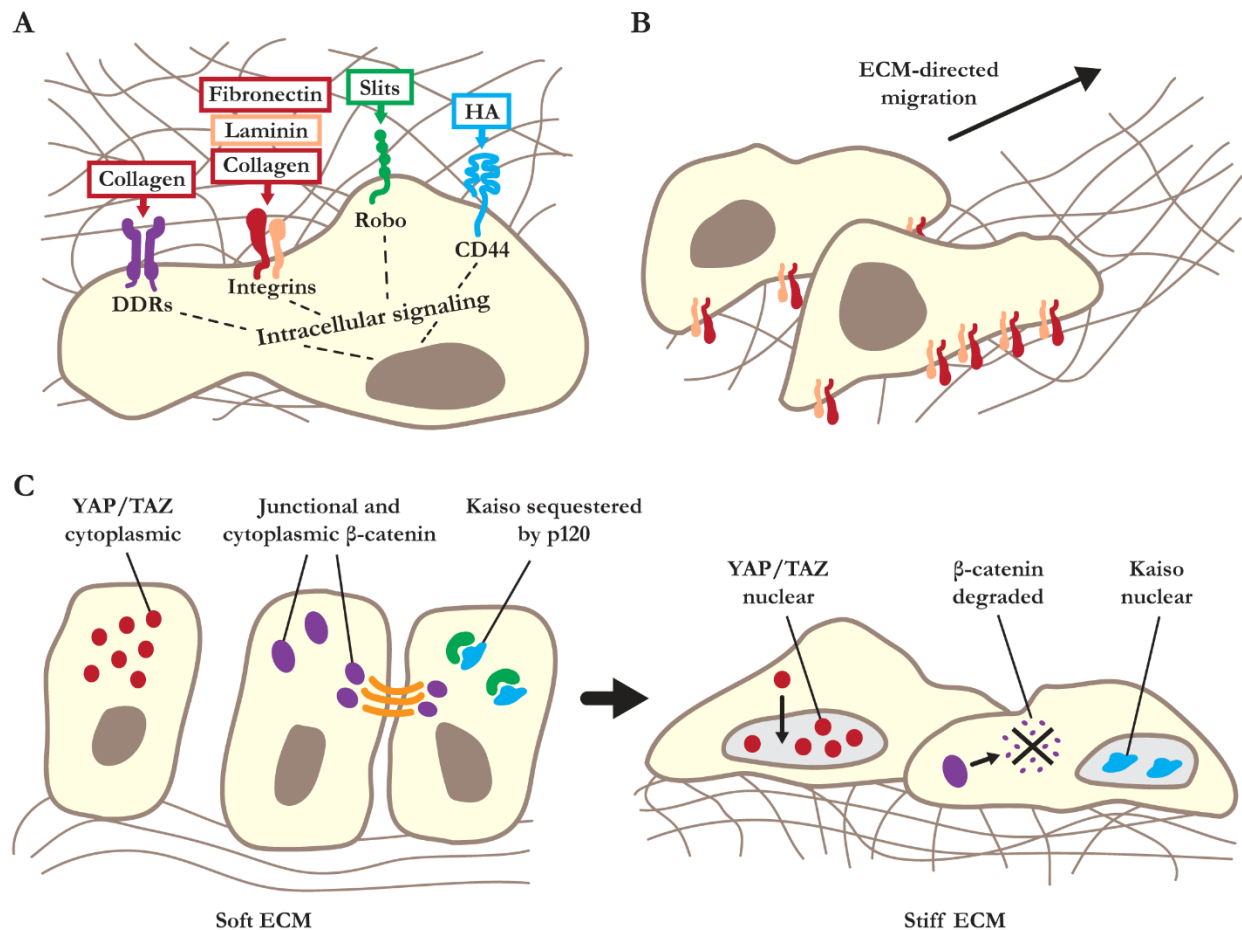 A
Fibronectin
Laminin
Collagen
Collagen
Slits
HA
DDRs
Integrins
Robo
CD44
Intracellular signaling
B
ECM-directed
migration
C
YAP/TAZ
cytoplasmic
Junctional and
cytoplasmic β-catenin
Kaiso sequestered
by p120
YAP/TAZ
nuclear
β-catenin
degraded
Kaiso
nuclear
Soft ECM
Stiff ECM